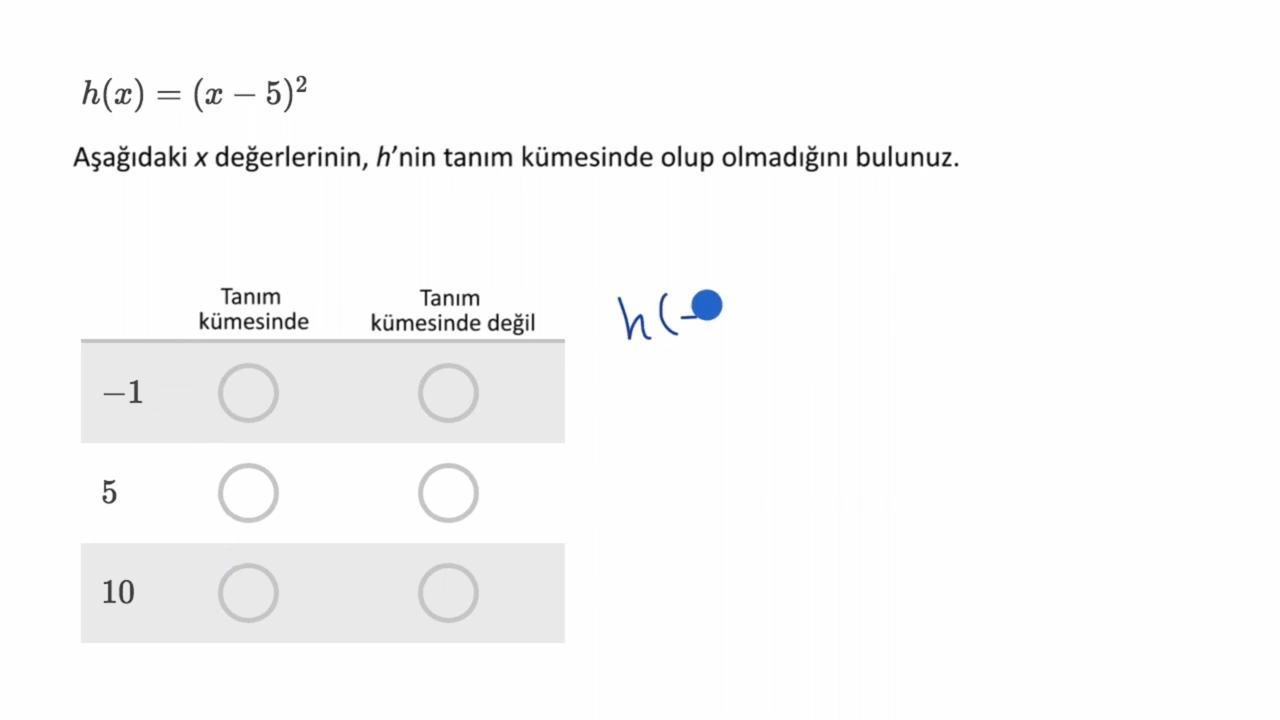 h(x) = (x − 5)²
Aşağıdaki x değerlerinin, h’nin tanım kümesinde olup olmadığını bulunuz.
Tanım kümesinde
Tanım kümesinde değil
h(-
−1
5
10